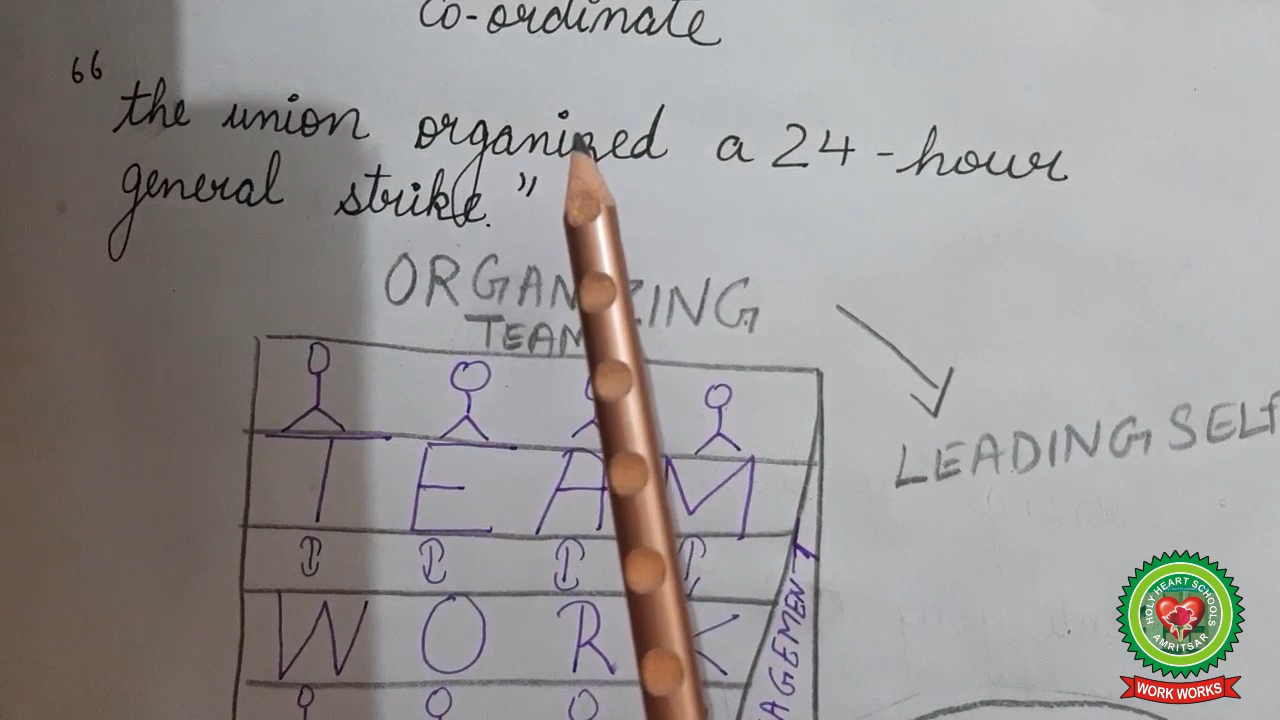 Co-ordinate
“the union organized a 24-hour
general strike.”
ORGANIZING
TEAM
LEADING SELF
TEAM
WORK
AGEMENT
HOLY HEART SCHOOLS
AMRITSAR
WORK WORKS